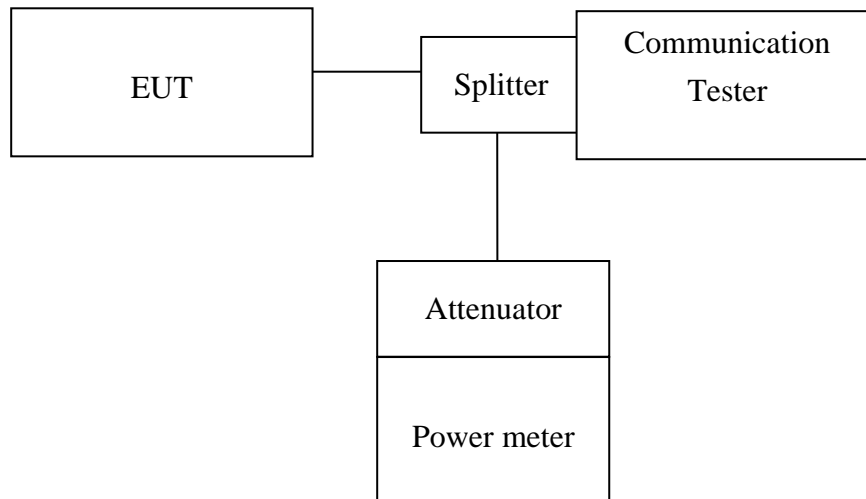 EUT
Splitter
Communication
Tester
Attenuator
Power meter